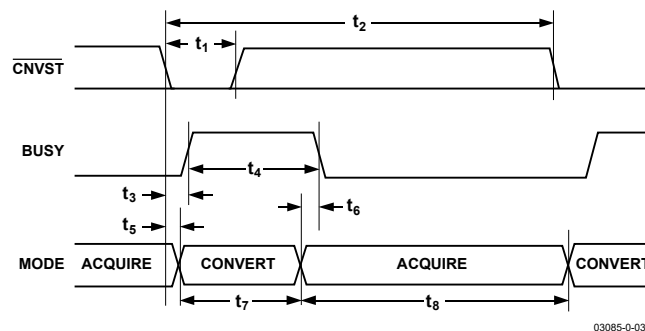 t2
t1
CNVST
BUSY
t4
t3
t6
t5
MODE ACQUIRE CONVERT ACQUIRE CONVERT
t7 t8
03085-0-03